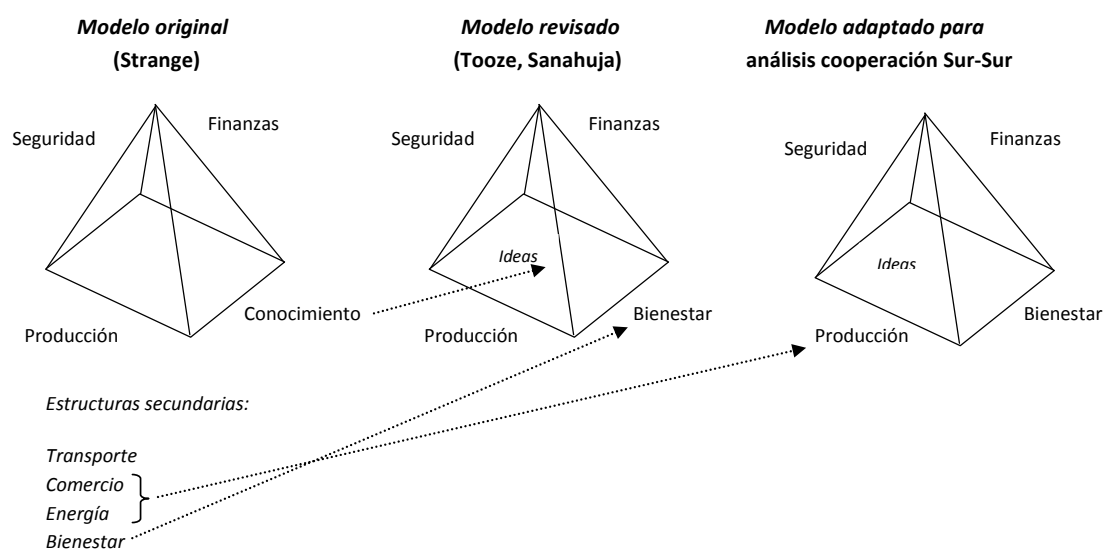 Modelo original
(Strange)
Modelo revisado
(Tooze, Sanahuja)
Modelo adaptado para
análisis cooperación Sur-Sur
Seguridad
Finanzas
Producción
Conocimiento
Seguridad
Finanzas
Ideas
Producción
Bienestar
Seguridad
Finanzas
Ideas
Producción
Bienestar
Estructuras secundarias:
Transporte
Comercio
Energía
Bienestar